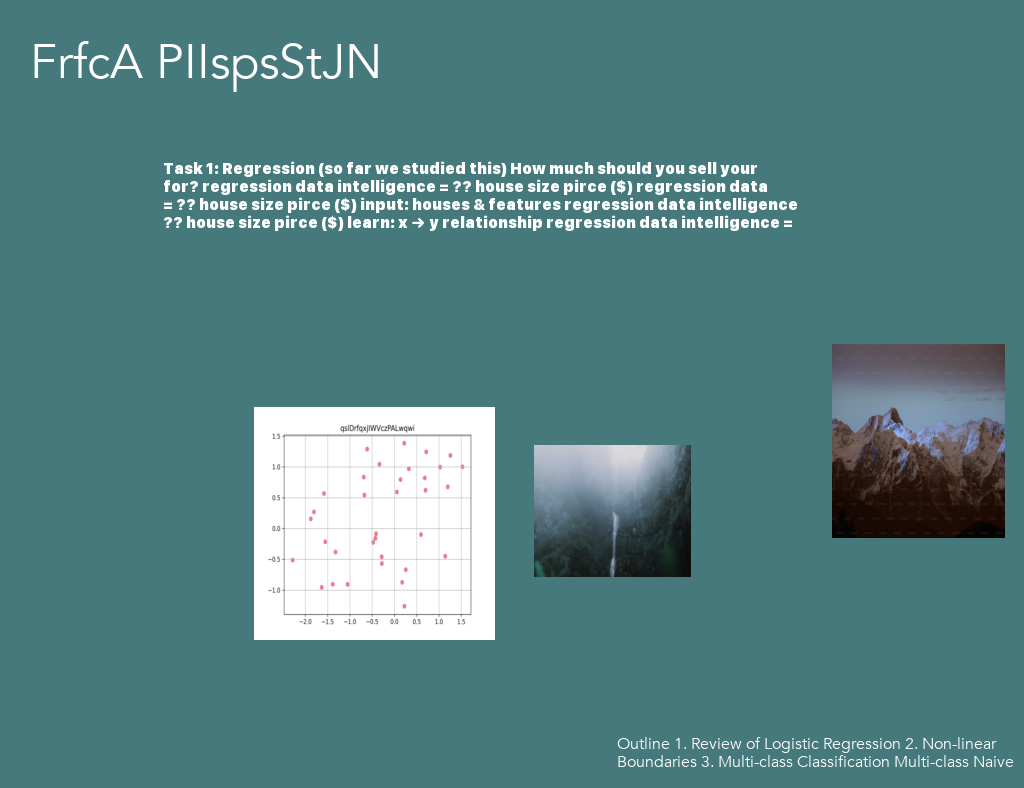 FrfcA PIIspsStJN
Task 1: Regression (so far we studied this) How much should you sell your
for? regression data intelligence = ?? house size pirce ($) regression data
= ?? house size pirce ($) input: houses & features regression data intelligence
?? house size pirce ($) learn: x → y relationship regression data intelligence =
qsIDrfqxjIWVczPALwqwi
1.5
1.0
0.5
0.0
−0.5
−1.0
−2.0 −1.5 −1.0 −0.5 0.0 0.5 1.0 1.5
Outline 1. Review of Logistic Regression 2. Non-linear
Boundaries 3. Multi-class Classification Multi-class Naive